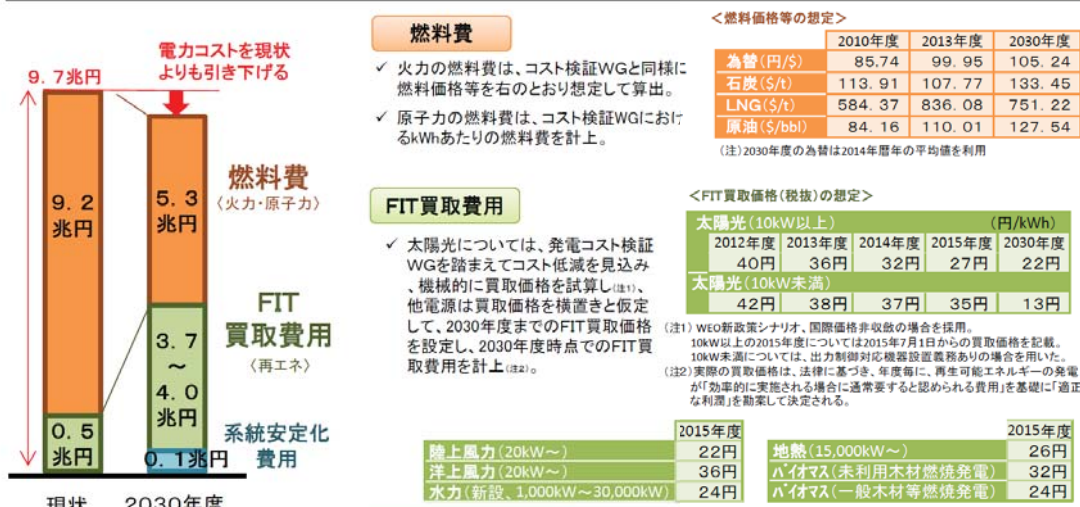 電力コストを現状
よりも引き下げる
9.7兆円
9.2
兆円
0.5
兆円
現状
5.3
兆円
3.7
～
4.0
兆円
0.1兆円
2030年度
燃料費
〈火力・原子力〉
FIT
買取費用
〈再エネ〉
系統安定化
費用
燃料費
✓ 火力の燃料費は、コスト検証WGと同様に
燃料価格等を右のとおり想定して算出。
✓ 原子力の燃料費は、コスト検証WGにおけ
るkWhあたりの燃料費を計上。
＜燃料価格等の想定＞
2010年度 2013年度 2030年度
為替(円/$) 85.74 99.95 105.24
石炭($/t) 113.91 107.77 133.45
LNG($/t) 584.37 836.08 751.22
原油($/bbl) 84.16 110.01 127.54
(注)2030年度の為替は2014年暦年の平均値を利用
FIT買取費用
✓ 太陽光については、発電コスト検証
WGを踏まえてコスト低減を見込み
、機械的に買取価格を試算し(注1)、
他電源は買取価格を横置きと仮定
して、2030年度までのFIT買取価格
を設定し、2030年度時点でのFIT買
取費用を計上(注2)。
＜FIT買取価格(税抜)の想定＞
太陽光(10kW以上) (円/kWh)
2012年度 2013年度 2014年度 2015年度 2030年度
40円 36円 32円 27円 22円
太陽光(10kW未満)
42円 38円 37円 35円 13円
(注1) WEO新政策シナリオ、国際価格非収斂の場合を採用。
10kW以上の2015年度については2015年7月1日からの買取価格を記載。
10kW未満については、出力制御対応機器設置義務ありの場合を用いた。
(注2)実際の買取価格は、法律に基づき、年度毎に、再生可能エネルギーの発電
が「効率的に実施される場合に通常要すると認められる費用」を基礎に「適正
な利潤」を勘案して決定される。
2015年度
陸上風力(20kW～) 22円
洋上風力(20kW～) 36円
水力(新設、1,000kW～30,000kW) 24円
2015年度
地熱(15,000kW～) 26円
バイオマス(未利用木材燃焼発電) 32円
バイオマス(一般木材等燃焼発電) 24円